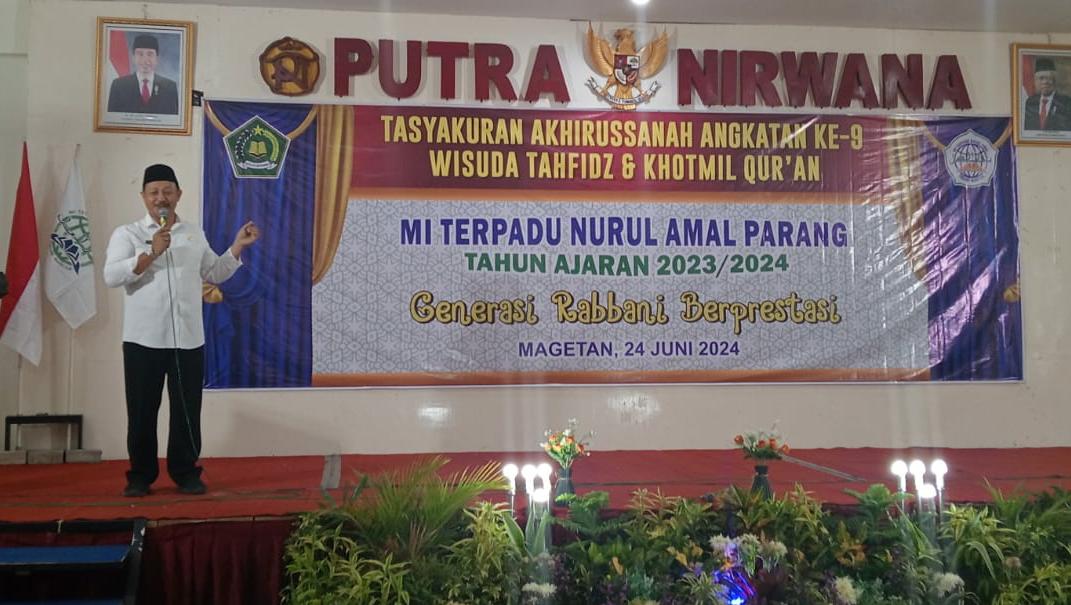 PUTRA NIRWANA
TASYAKURAN AKHIRUSSANAH ANGKATAN KE-9
WISUDA TAHFIDZ & KHOTMIL QUR'AN
MI TERPADU NURUL AMAL PARANG
TAHUN AJARAN 2023/2024
Generasi Rabbani Berprestasi
MAGETAN, 24 JUNI 2024